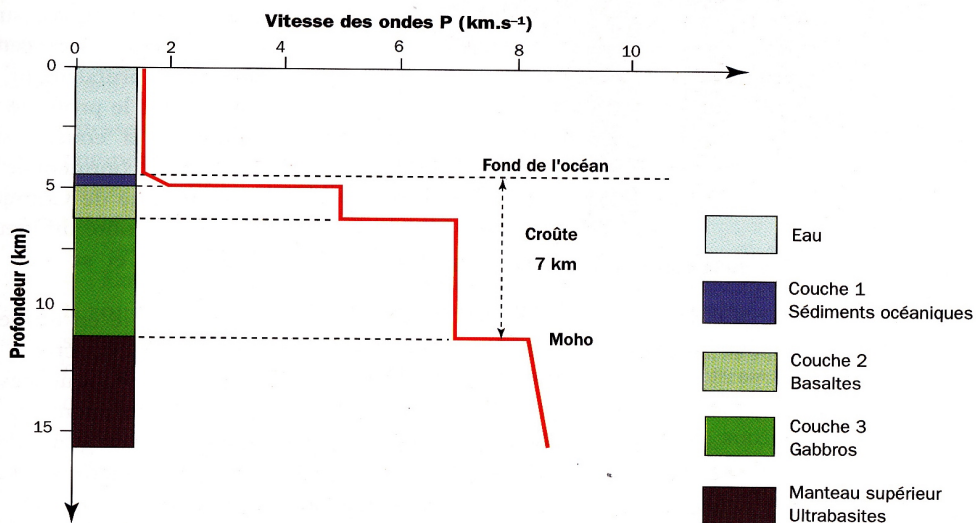 Vitesse des ondes P (km.s⁻¹)
0 2 4 6 8 10
0
5
10
15
Profondeur (km)
Fond de l'océan
Croûte
7 km
Moho
Eau
Couche 1
Sédiments océaniques
Couche 2
Basaltes
Couche 3
Gabbros
Manteau supérieur
Ultrabasites